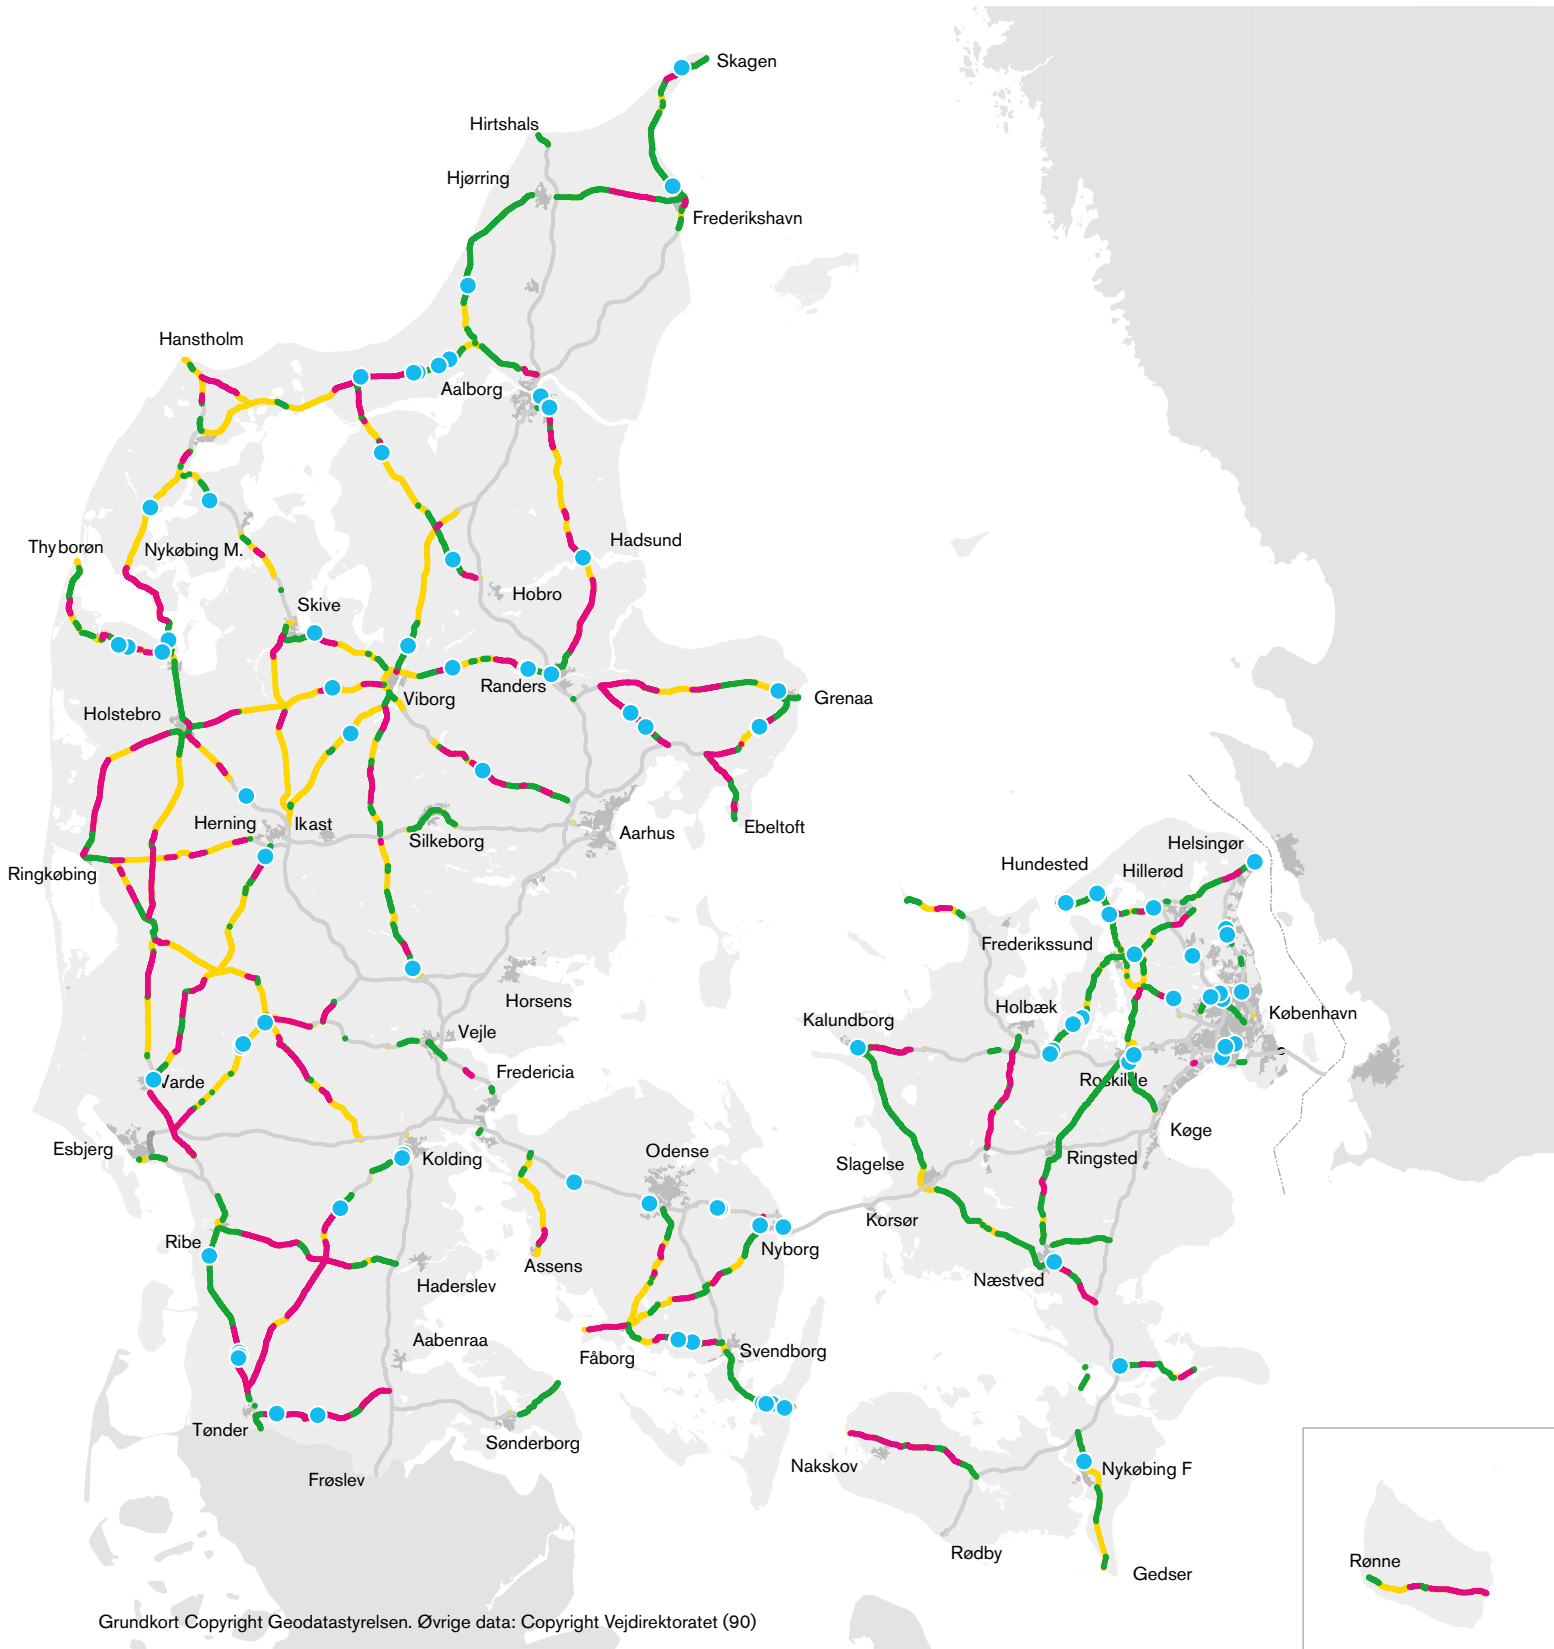 Skagen
Hirtshals
Hjørring
Frederikshavn
Hanstholm
Aalborg
Hadsund
Thyborøn
Nykøbing M.
Hobro
Skive
Randers
Viborg
Grenaa
Holstebro
Herning
Ikast
Silkeborg
Aarhus
Ebeltoft
Helsingør
Hundested
Hillerød
Ringkøbing
Frederikssund
Horsens
Holbæk
Kalundborg
København
Vejle
Fredericia
Varde
Roskilde
Køge
Esbjerg
Kolding
Odense
Slagelse
Ringsted
Korsør
Ribe
Nyborg
Assens
Næstved
Haderslev
Aabenraa
Fåborg
Svendborg
Tønder
Sønderborg
Nakskov
Nykøbing F
Frøslev
Rødby
Rønne
Gedser
Grundkort Copyright Geodatastyrelsen. Øvrige data: Copyright Vejdirektoratet (90)